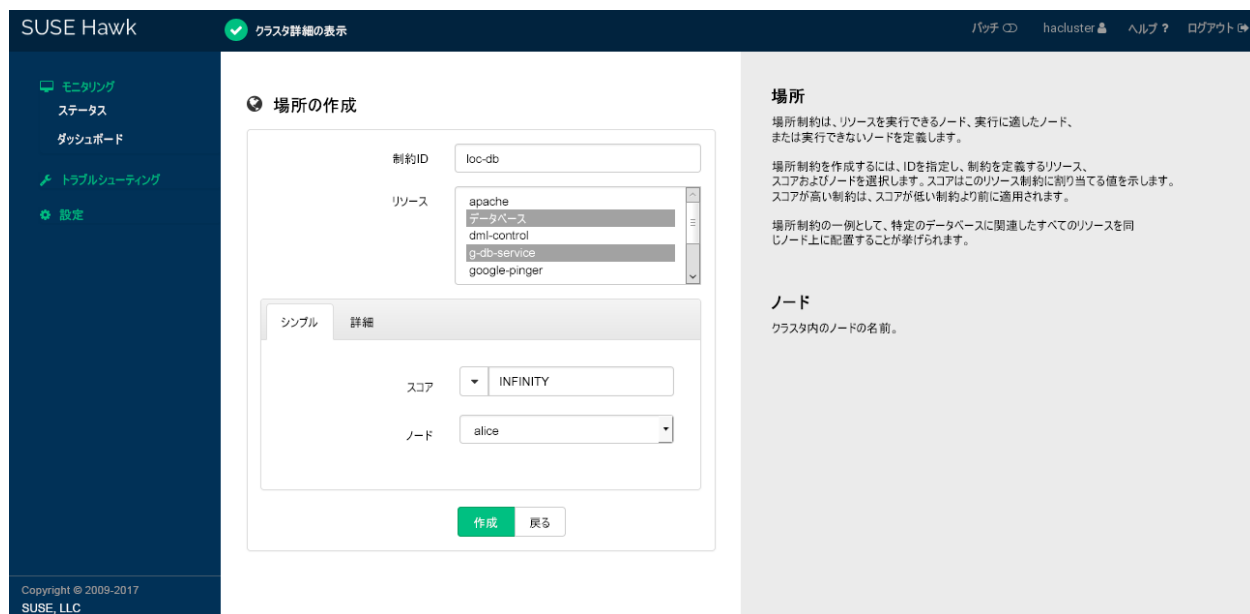 SUSE Hawk
クラスタ詳細の表示
バッチ
hacluster
ヘルプ ?
ログアウト
モニタリング
ステータス
ダッシュボード
トラブルシューティング
設定
場所の作成
制約ID
loc-db
リソース
apache
データベース
dml-control
g-db-service
google-pinger
シンプル
詳細
スコア
INFINITY
ノード
alice
作成
戻る
場所
場所制約は、リソースを実行できるノード、実行に適したノード、
または実行できないノードを定義します。
場所制約を作成するには、IDを指定し、制約を定義するリソース、
スコアおよびノードを選択します。スコアはこのリソース制約に割り当てる値を示します。
スコアが高い制約は、スコアが低い制約より前に適用されます。
場所制約の一例として、特定のデータベースに関連したすべてのリソースを同
じノード上に配置することが挙げられます。
ノード
クラスタ内のノードの名前。
Copyright © 2009-2017
SUSE, LLC